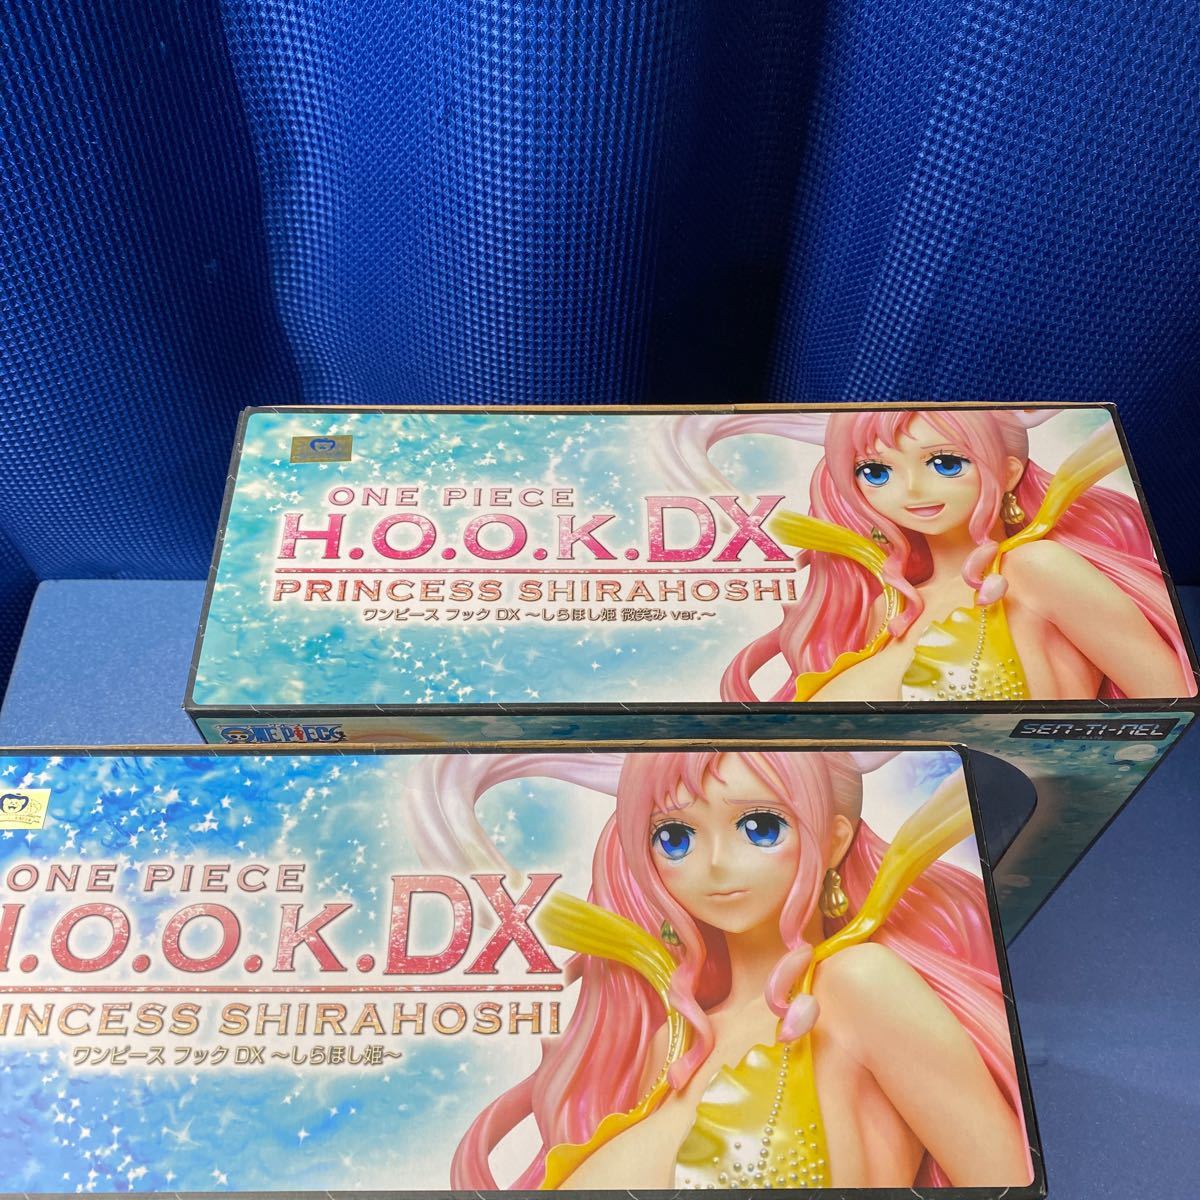 ONE PIECE
H.O.O.K.DX
PRINCESS SHIRAHOSHI
ワンピース フック DX 〜しらほし姫 微笑み ver.〜
ONE PIECE
SEN-TI-NEL
ONE PIECE
.O.O.K.DX
INCESS SHIRAHOSHI
ワンピース フック DX 〜しらほし姫〜